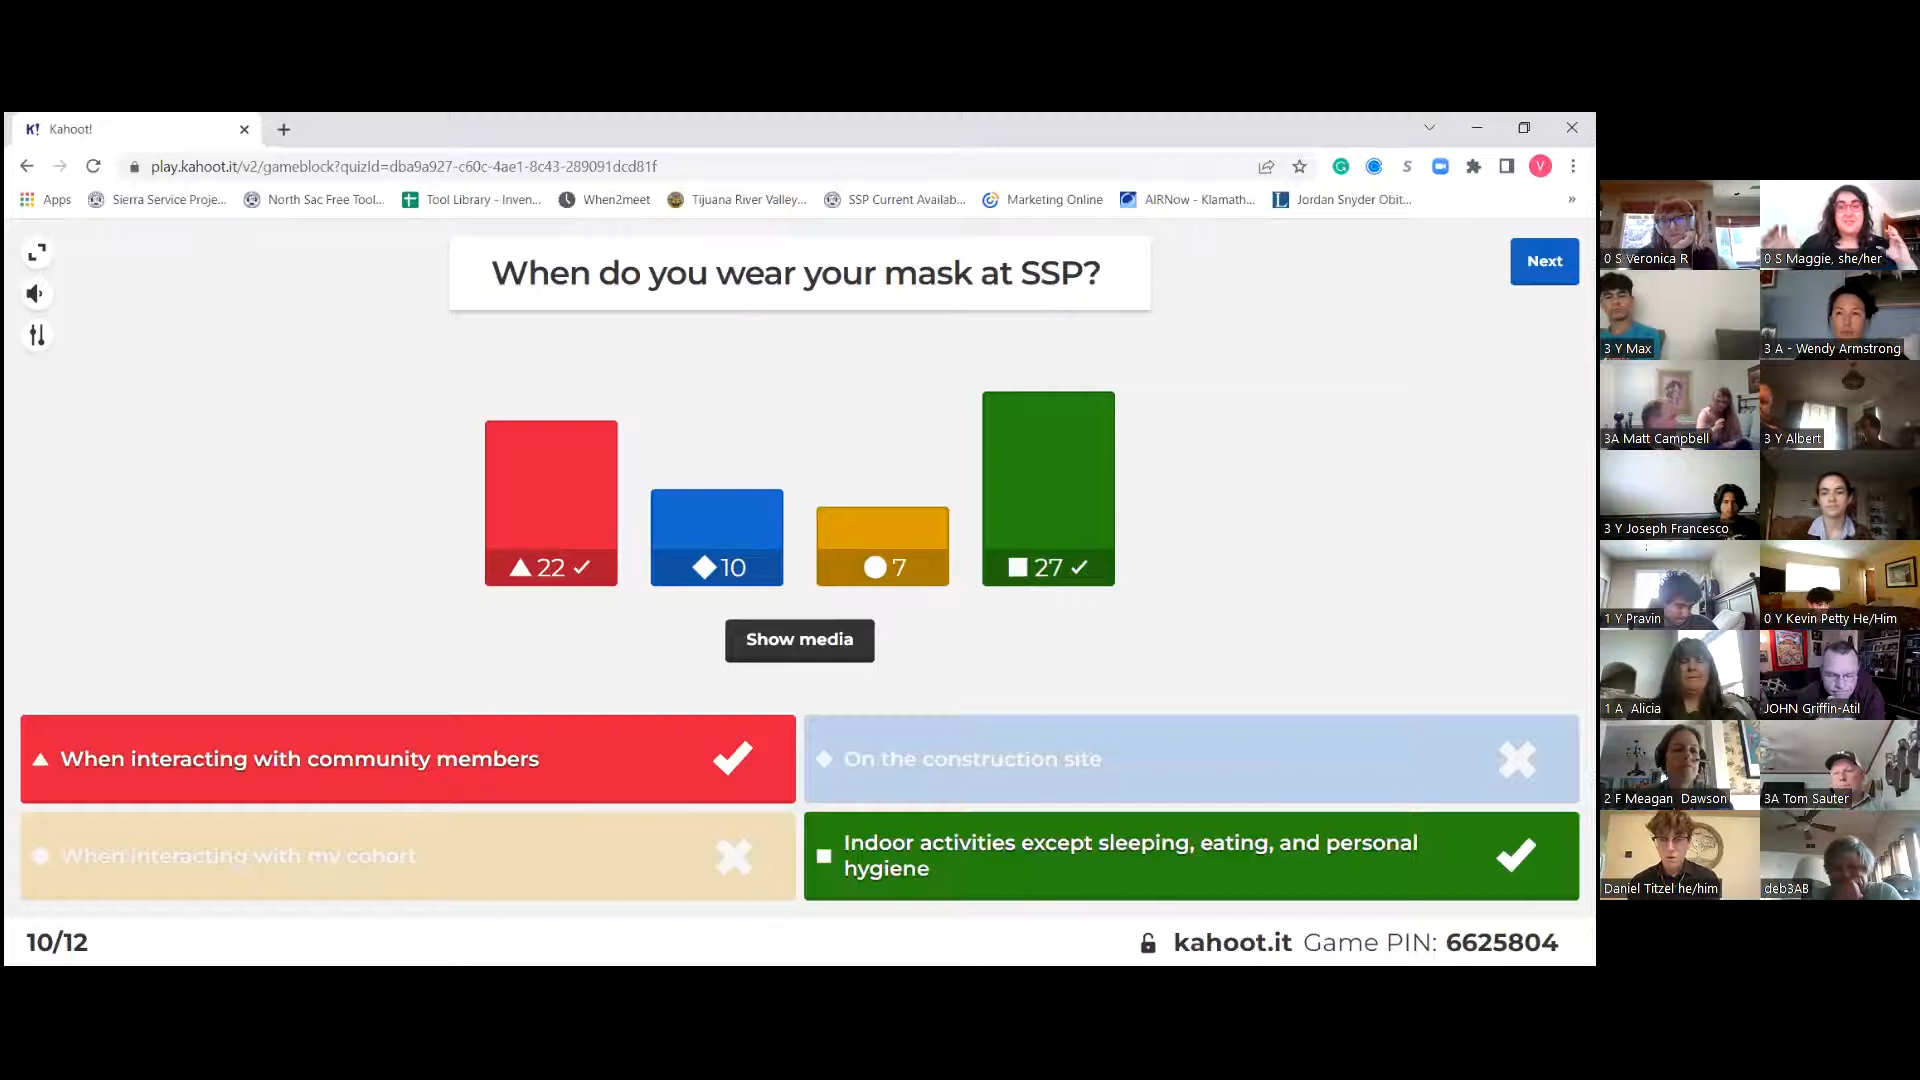 K! Kahoot!
play.kahoot.it/v2/gameblock?quizId=dba9a927-c60c-4ae1-8c43-289091dcd81f
V
Apps
Sierra Service Proje...
North Sac Free Tool...
Tool Library - Inven...
When2meet
Tijuana River Valley...
SSP Current Availab...
Marketing Online
AIRNow - Klamath...
Jordan Snyder Obit...
»
When do you wear your mask at SSP?
Next
22
10
7
27
Show media
When interacting with community members
On the construction site
When interacting with my cohort
Indoor activities except sleeping, eating, and personal
hygiene
10/12
kahoot.it Game PIN: 6625804
0 S Veronica R
0 S Maggie, she/her
3 Y Max
3 A - Wendy Armstrong
3A Matt Campbell
3 Y Albert
3 Y Joseph Francesco
1 Y Pravin
0 Y Kevin Petty He/Him
1 A Alicia
JOHN Griffin-Atil
2 F Meagan Dawson
3A Tom Sauter
Daniel Titzel he/him
deb3AB